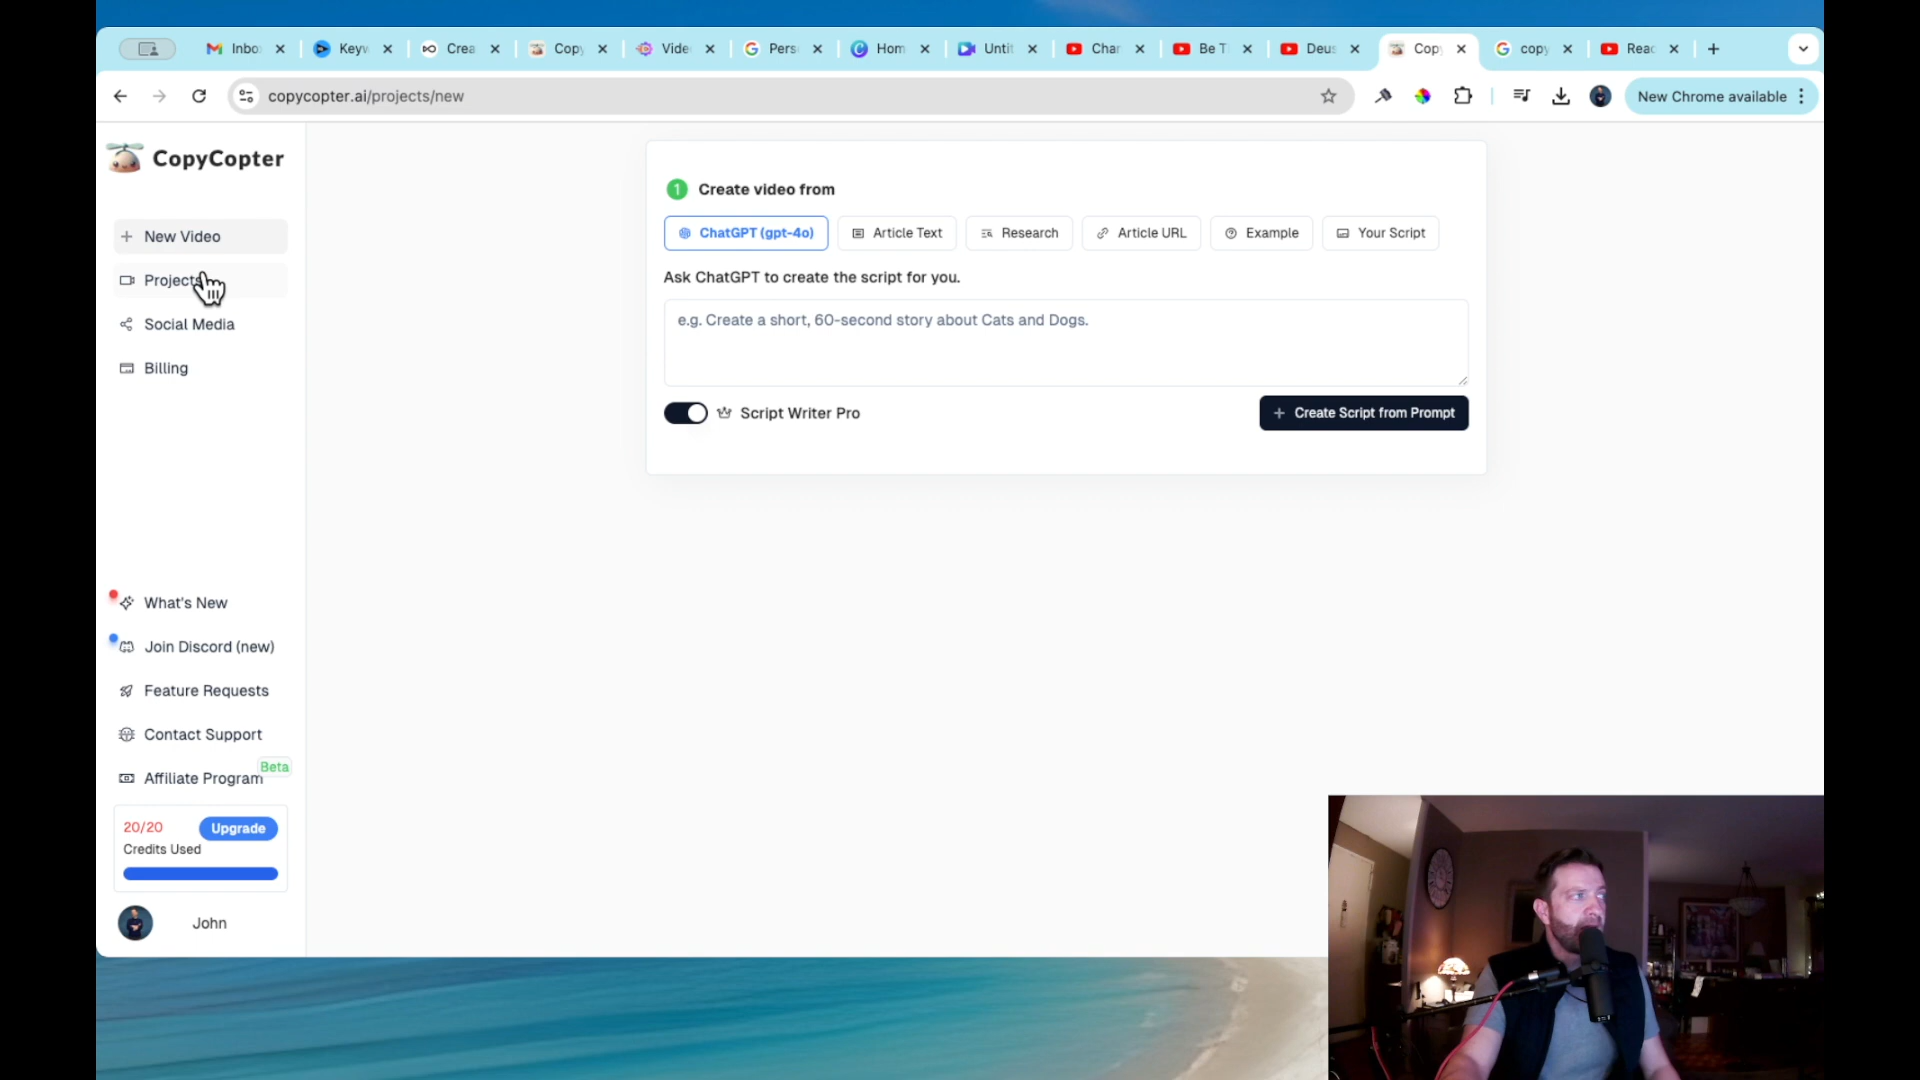 Inbo
Keyw
Crea
Copy
Vide
Pers
Hom
Unti
Char
Be T
Deus
Copy
copy
Reac
copycopter.ai/projects/new
New Chrome available
CopyCopter
New Video
Projects
Social Media
Billing
1 Create video from
ChatGPT (gpt-4o)
Article Text
Research
Article URL
Example
Your Script
Ask ChatGPT to create the script for you.
e.g. Create a short, 60-second story about Cats and Dogs.
Script Writer Pro
+ Create Script from Prompt
What's New
Join Discord (new)
Feature Requests
Contact Support
Beta
Affiliate Program
20/20
Upgrade
Credits Used
John